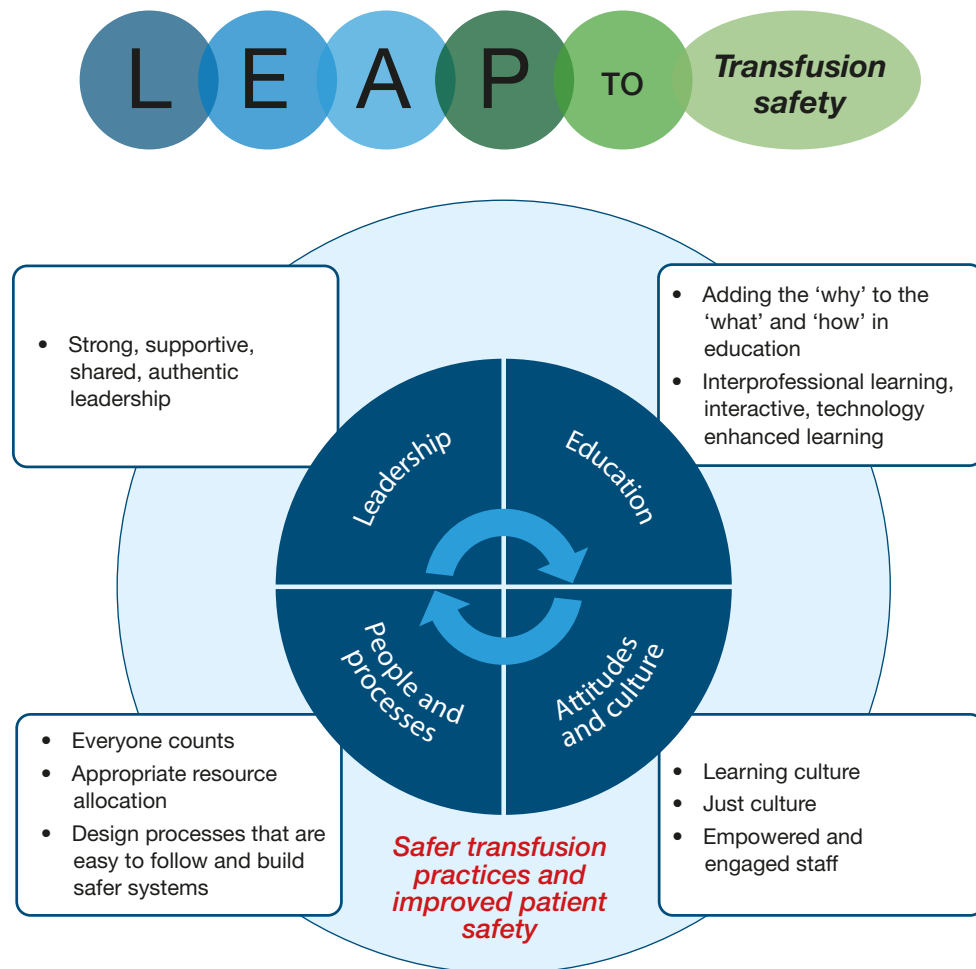 L E A P TO Transfusion
safety
• Strong, supportive,
shared, authentic
leadership
• Adding the ‘why’ to the
‘what’ and ‘how’ in
education
• Interprofessional learning,
interactive, technology
enhanced learning
Leadership
Education
People and
processes
Attitudes
and culture
• Everyone counts
• Appropriate resource
allocation
• Design processes that are
easy to follow and build
safer systems
• Learning culture
• Just culture
• Empowered and
engaged staff
Safer transfusion
practices and
improved patient
safety